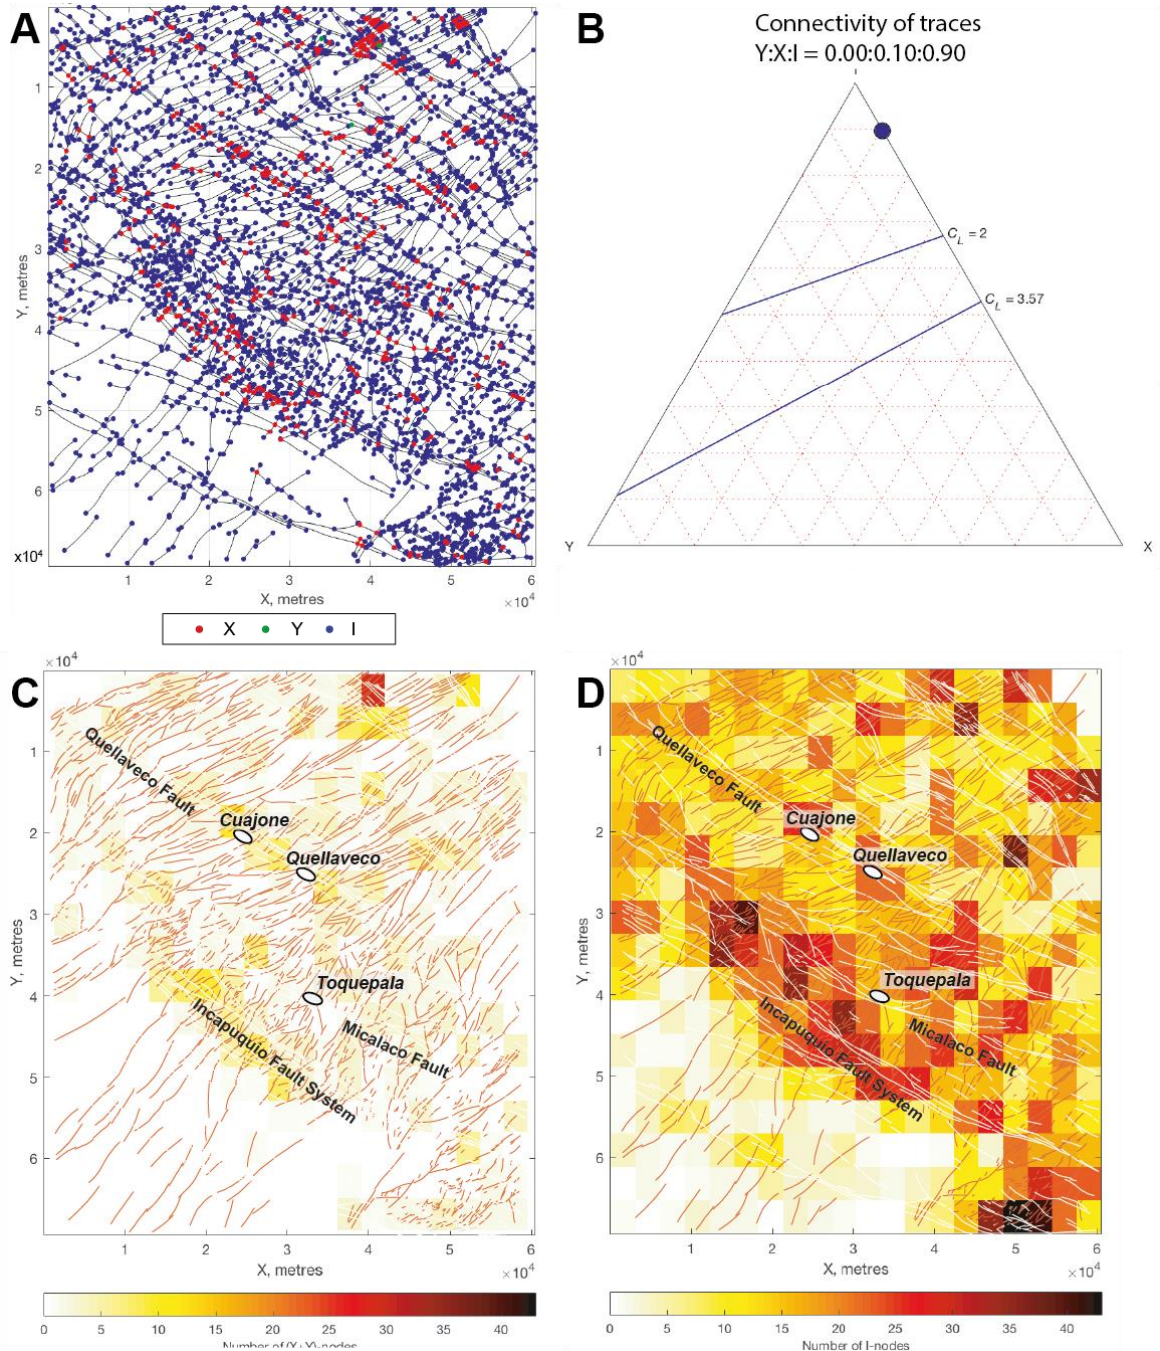 A
1
2
3
4
5
6
Y, metres
x10⁴
1
2
3
4
5
6
X, metres
×10⁴
X Y I
B
Connectivity of traces
Y:X:I = 0.00:0.10:0.90
C_L = 2
C_L = 3.57
Y
X
C
×10⁴
1
2
3
4
5
6
Y, metres
Quellaveco Fault
Cuajone
Quellaveco
Toquepala
Incapuquio Fault System
Micalaco Fault
1 2 3 4 5 6
X, metres
×10⁴
0 5 10 15 20 25 30 35 40
Number of (X+Y)-nodes
D
×10⁴
1
2
3
4
5
6
Y, metres
Quellaveco Fault
Cuajone
Quellaveco
Toquepala
Incapuquio Fault System
Micalaco Fault
1 2 3 4 5 6
X, metres
×10⁴
0 5 10 15 20 25 30 35 40
Number of I-nodes